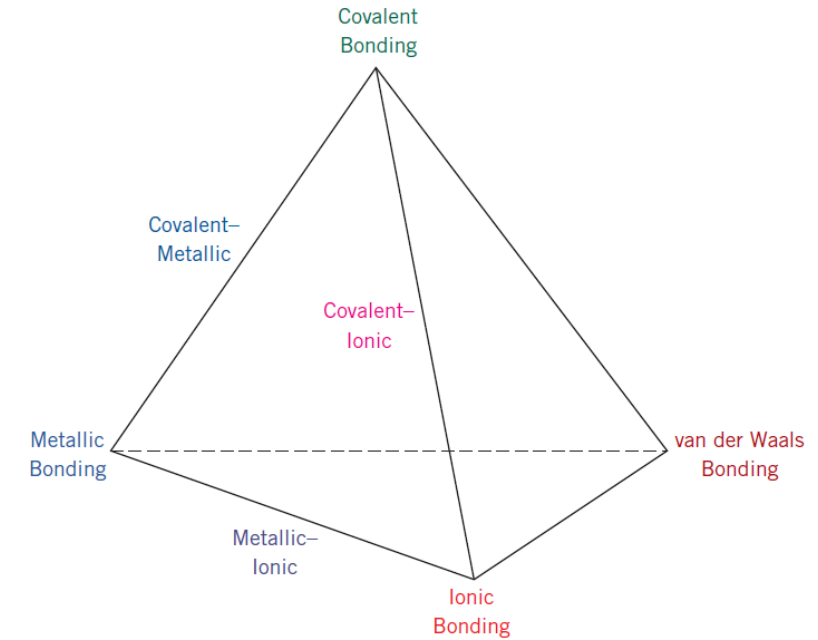 Covalent
Bonding
Covalent–
Metallic
Covalent–
Ionic
Metallic
Bonding
van der Waals
Bonding
Metallic–
Ionic
Ionic
Bonding